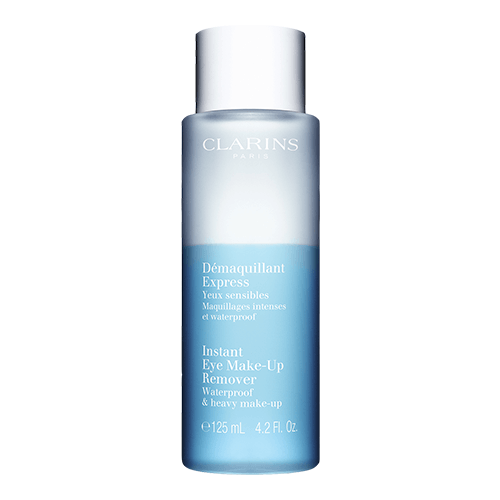 CLARINS
PARIS
Démaquillant
Express
Yeux sensibles
Maquillages intenses
et waterproof
Instant
Eye Make-Up
Remover
Waterproof
& heavy make-up
℮125 mL 4.2 Fl. Oz.